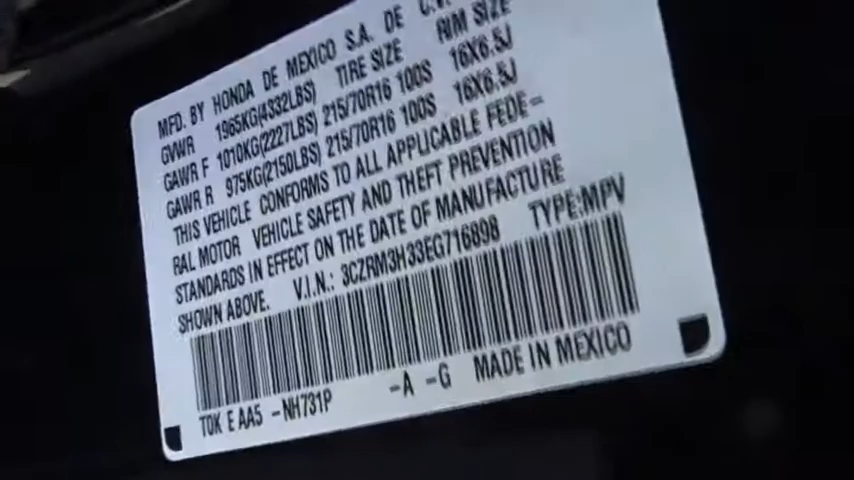 MFD. BY HONDA DE MEXICO S.A. DE C.V.
TIRE SIZE RIM SIZE
GVWR 1965KG(4332LBS)
GAWR F 1010KG(2227LBS) 215/70R16 100S 16X6.5J
GAWR R 975KG(2150LBS) 215/70R16 100S 16X6.5J
THIS VEHICLE CONFORMS TO ALL APPLICABLE FEDE-
RAL MOTOR VEHICLE SAFETY AND THEFT PREVENTION
STANDARDS IN EFFECT ON THE DATE OF MANUFACTURE
SHOWN ABOVE. V.I.N.: 3CZRM3H33EG716898 TYPE:MPV
TOK E AA5 -NH731P -A -G MADE IN MEXICO